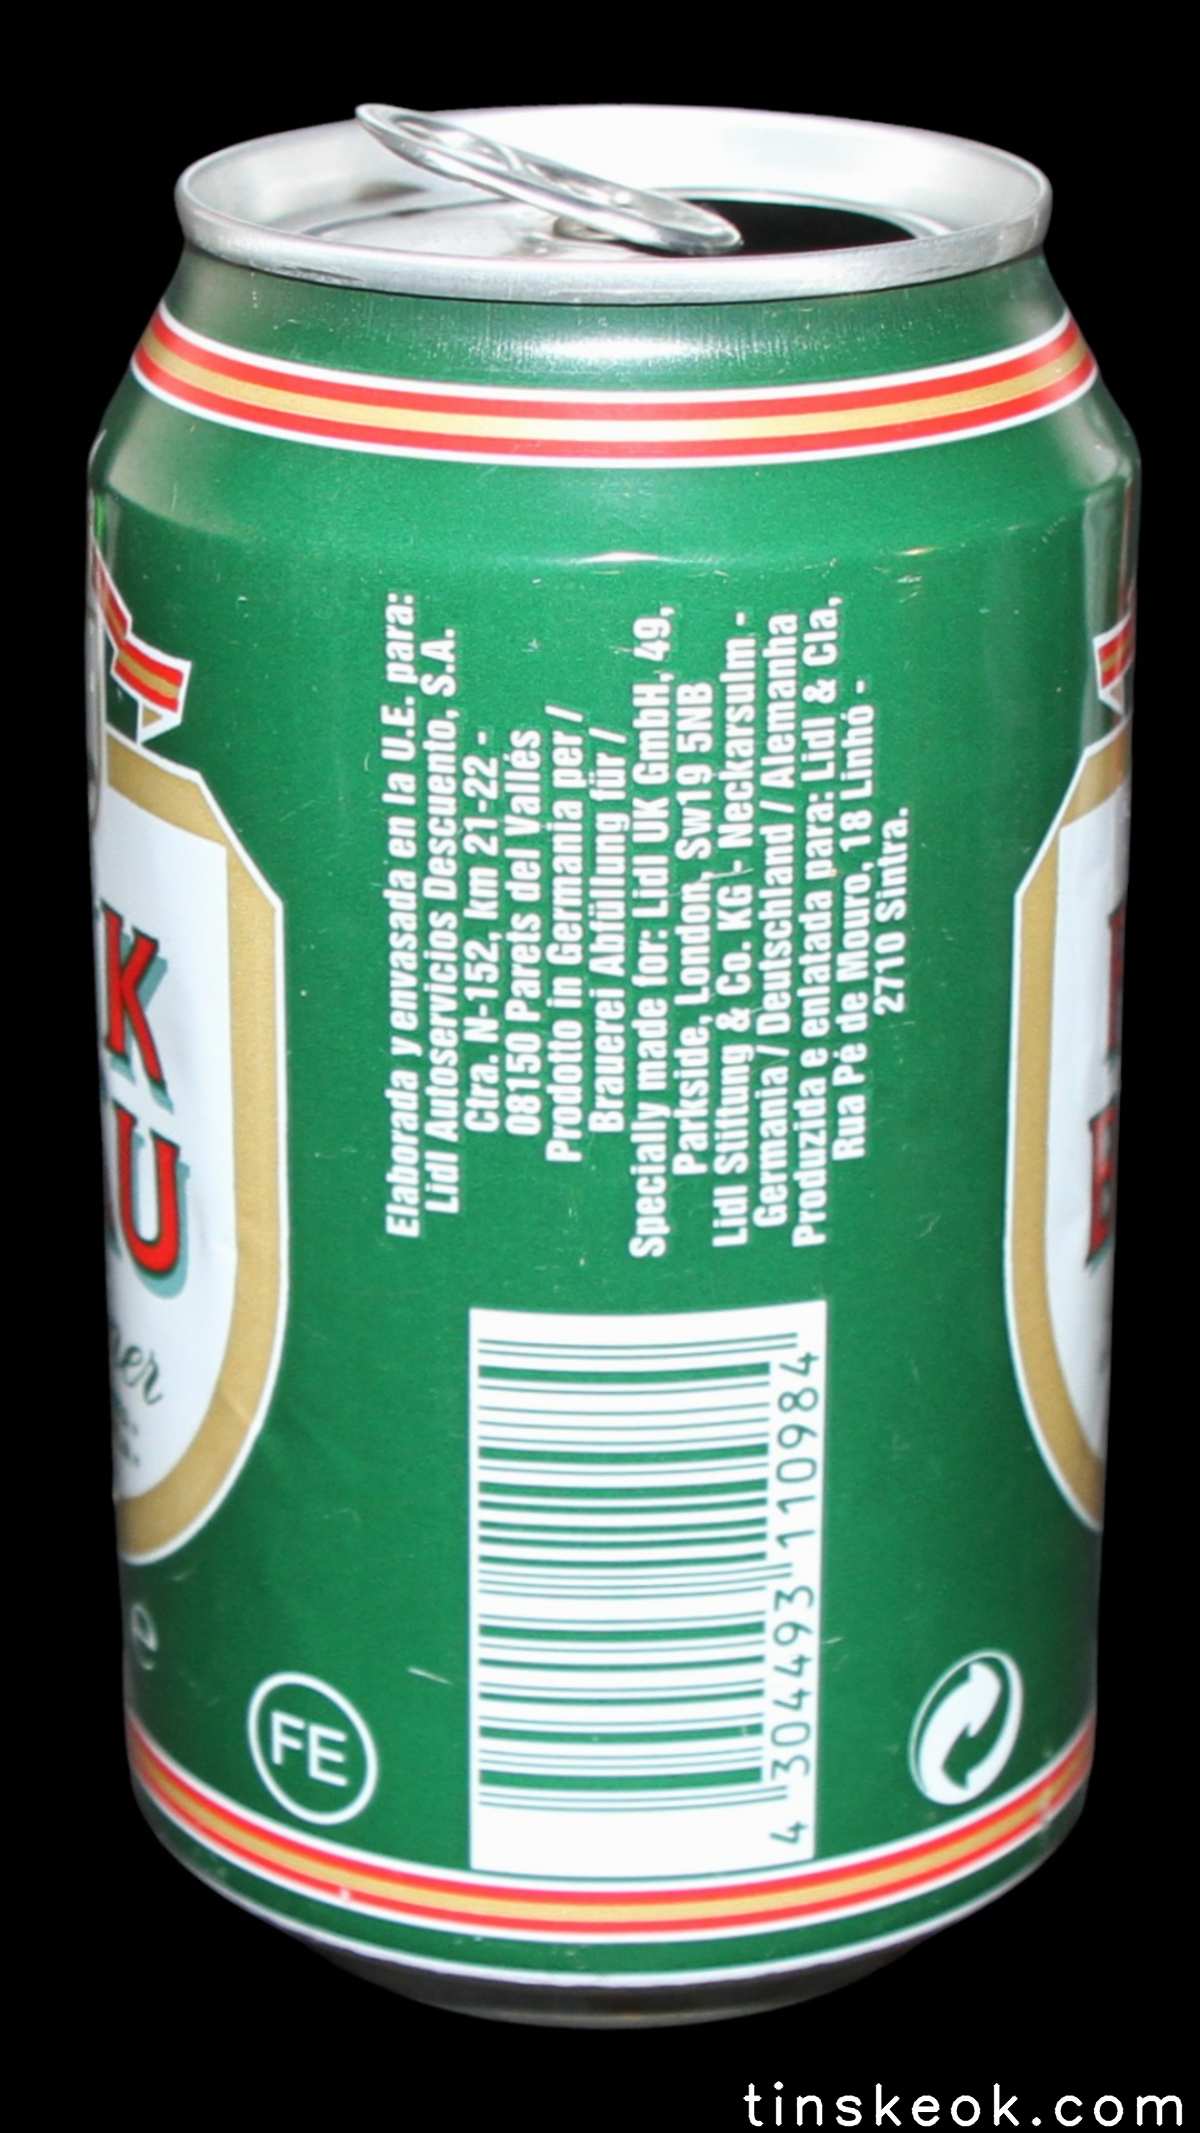 Elaborada y envasada en la U.E. para:
Lidl Autoservicios Descuento, S.A.
Ctra. N-152, km 21-22 -
08150 Parets del Vallés
Prodotto in Germania per /
Brauerei Abfüllung für /
Specially made for: Lidl UK GmbH, 49,
Parkside, London, Sw19 5NB
Lidl Stiftung & Co. KG - Neckarsulm -
Germania / Deutschland / Alemanha
Produzida e enlatada para: Lidl & Cia,
Rua Pé de Mouro, 18 Linhó -
2710 Sintra.
4 304493 110984
FE
e
tinskeok.com